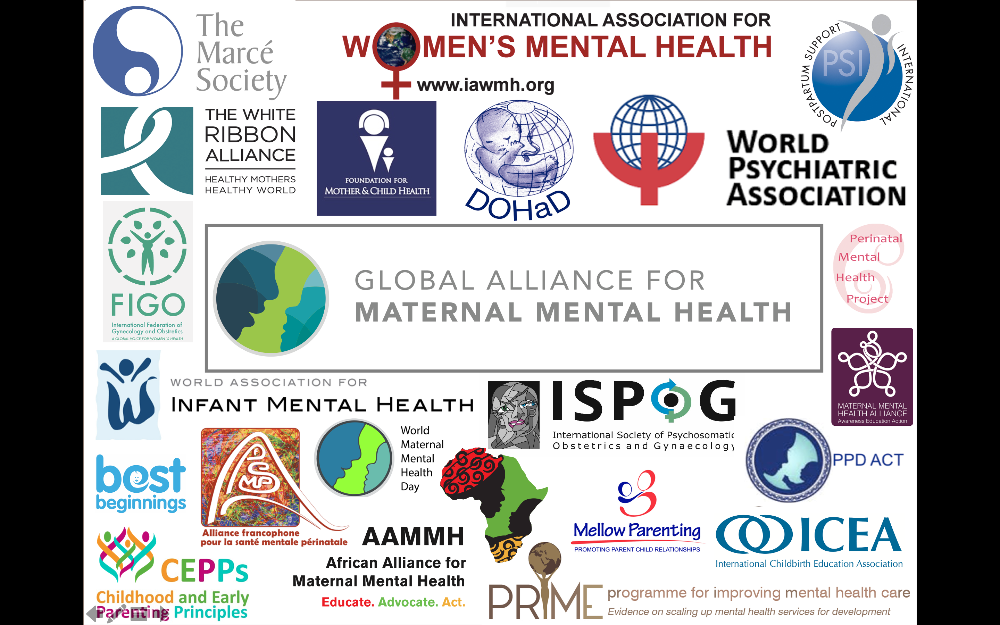 The
Marcé
Society
INTERNATIONAL ASSOCIATION FOR
WOMEN'S MENTAL HEALTH
www.iawmh.org
POSTPARTUM SUPPORT
PSI
INTERNATIONAL
THE WHITE
RIBBON
ALLIANCE
HEALTHY MOTHERS
HEALTHY WORLD
FOUNDATION FOR
MOTHER & CHILD HEALTH
DOHaD
WORLD
PSYCHIATRIC
ASSOCIATION
FIGO
International Federation of
Gynecology and Obstretics
A GLOBAL VOICE FOR WOMEN´S HEALTH
GLOBAL ALLIANCE FOR
MATERNAL MENTAL HEALTH
Perinatal
Mental
Health
Project
MATERNAL MENTAL
HEALTH ALLIANCE
Awareness Education Action
WORLD ASSOCIATION FOR
INFANT MENTAL HEALTH
ISPOG
International Society of Psychosomatic
Obstetrics and Gynaecology
best
beginnings
Alliance francophone
pour la santé mentale périnatale
World
Maternal
Mental
Health
Day
PPD ACT
Mellow Parenting
PROMOTING PARENT CHILD RELATIONSHIPS
ICEA
International Childbirth Education Association
CEPPs
Childhood and Early
Parenting Principles
AAMMH
African Alliance for
Maternal Mental Health
Educate. Advocate. Act.
PRIME
programme for improving mental health care
Evidence on scaling up mental health services for development